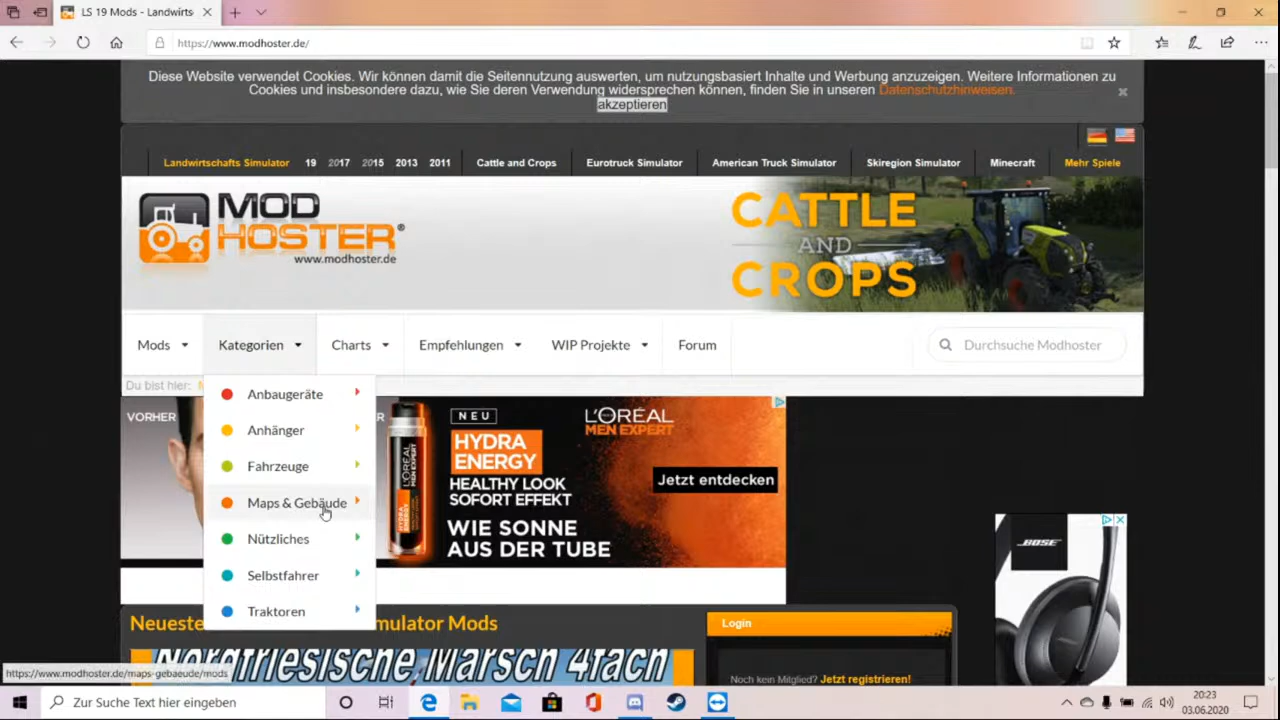 LS 19 Mods - Landwirts
https://www.modhoster.de/
Diese Website verwendet Cookies. Wir können damit die Seitennutzung auswerten, um nutzungsbasiert Inhalte und Werbung anzuzeigen. Weitere Informationen zu
Cookies und insbesondere dazu, wie Sie deren Verwendung widersprechen können, finden Sie in unseren Datenschutzhinweisen.
akzeptieren
Landwirtschafts Simulator 19 2017 2015 2013 2011 Cattle and Crops Eurotruck Simulator American Truck Simulator Skiregion Simulator Minecraft Mehr Spiele
MOD
HOSTER®
www.modhoster.de
CATTLE
AND
CROPS
Mods Kategorien Charts Empfehlungen WIP Projekte Forum Durchsuche Modhoster
Du bist hier:
Anbaugeräte
Anhänger
Fahrzeuge
Maps & Gebäude
Nützliches
Selbstfahrer
Traktoren
VORHER
NEU
HYDRA
ENERGY
HEALTHY LOOK
SOFORT EFFEKT
WIE SONNE
AUS DER TUBE
L'ORÉAL
MEN EXPERT
Jetzt entdecken
BOSE
Neueste mulator Mods
Nordfriesische Marsch 4fach
Login
Noch kein Mitglied? Jetzt registrieren!
https://www.modhoster.de/maps-gebaeude/mods
Zur Suche Text hier eingeben
20:23
03.06.2020